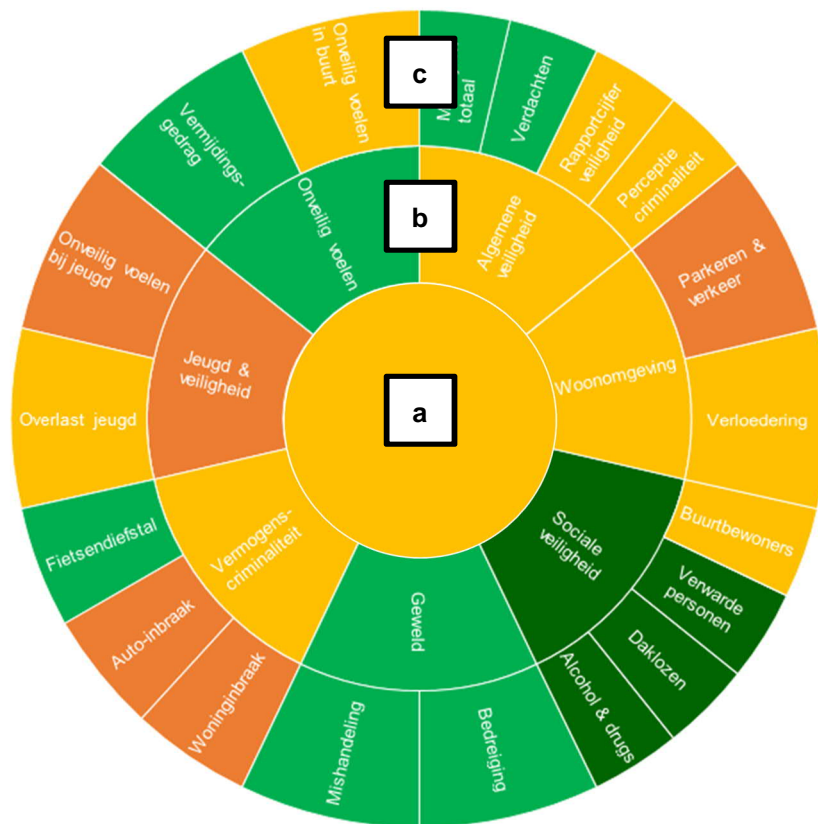 c
b
a
totaal
Verdachten
Rapportcijfer
veiligheid
Perceptie
criminaliteit
Parkeren &
verkeer
Verloedering
Buurtbewoners
Verwarde
personen
Daklozen
Alcohol & drugs
Bedreiging
Mishandeling
Woninginbraak
Auto-inbraak
Fietsendiefstal
Overlast jeugd
Onveilig voelen
bij jeugd
Vermijdings-
gedrag
Onveilig voelen
in buurt
Algemene
veiligheid
Woonomgeving
Sociale
veiligheid
Geweld
Vermogens-
criminaliteit
Jeugd &
veiligheid
Onveilig voelen